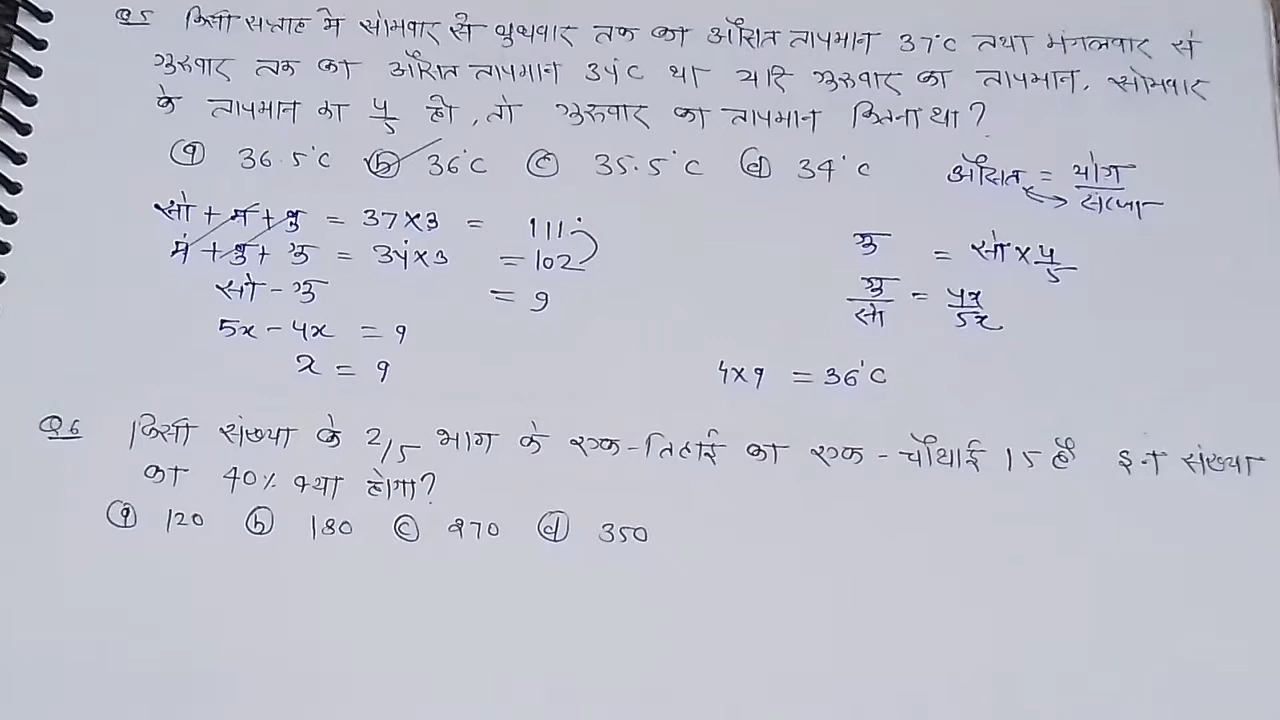 Q5 किसी सप्ताह मे सोमवार से बुधवार तक का औसत तापमान 37°C तथा मंगलवार से
गुरुवार तक का औसत तापमान 34°C था यदि गुरुवार का तापमान, सोमवार
के तापमान का 4/5 हो, तो गुरुवार का तापमान कितना था?
(a) 36.5°C (b) 36°C (c) 35.5°C (d) 34°C
औसत = योग/संख्या
सो + मं + बु = 37×3 = 111
मं + बु + गु = 34×3 = 102
सो - गु = 9
5x - 4x = 9
x = 9
गु = सो × 4/5
गु/सो = 4x/5x
4×9 = 36°C
Q6 किसी संख्या के 2/5 भाग के एक-तिहाई का एक-चौथाई 15 है इन संख्या
का 40% क्या होगा?
(a) 120 (b) 180 (c) 270 (d) 350